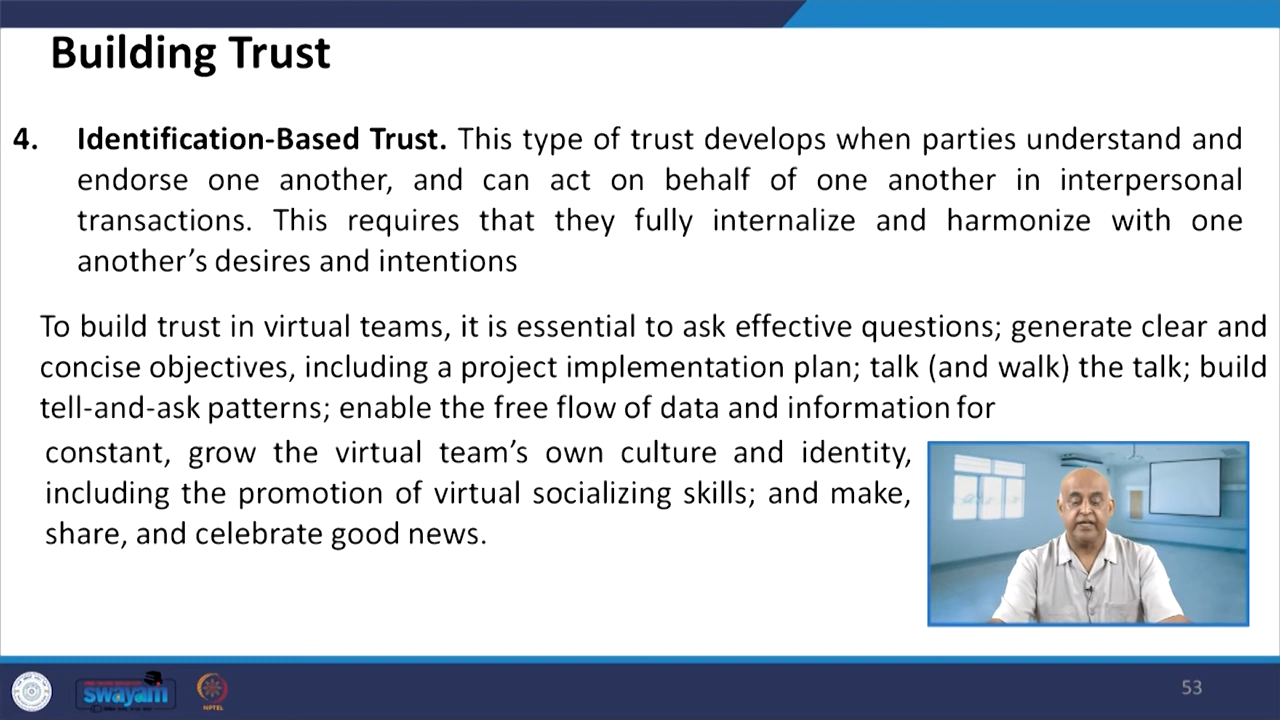 Building Trust
4. Identification-Based Trust. This type of trust develops when parties understand and
endorse one another, and can act on behalf of one another in interpersonal
transactions. This requires that they fully internalize and harmonize with one
another’s desires and intentions
To build trust in virtual teams, it is essential to ask effective questions; generate clear and
concise objectives, including a project implementation plan; talk (and walk) the talk; build
tell-and-ask patterns; enable the free flow of data and information for
constant, grow the virtual team’s own culture and identity,
including the promotion of virtual socializing skills; and make,
share, and celebrate good news.
swayam
NPTEL
53